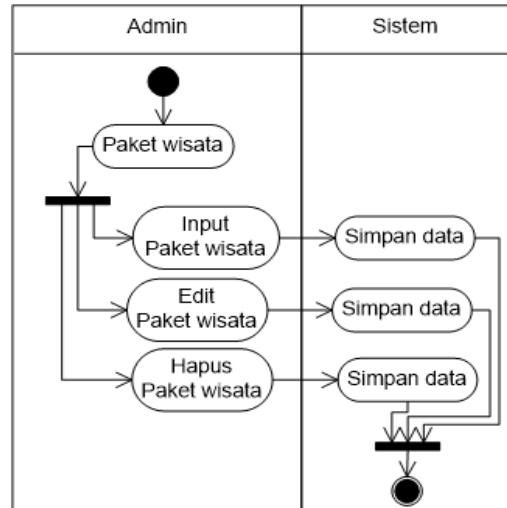 Admin
Sistem
Paket wisata
Input
Paket wisata
Simpan data
Edit
Paket wisata
Simpan data
Hapus
Paket wisata
Simpan data